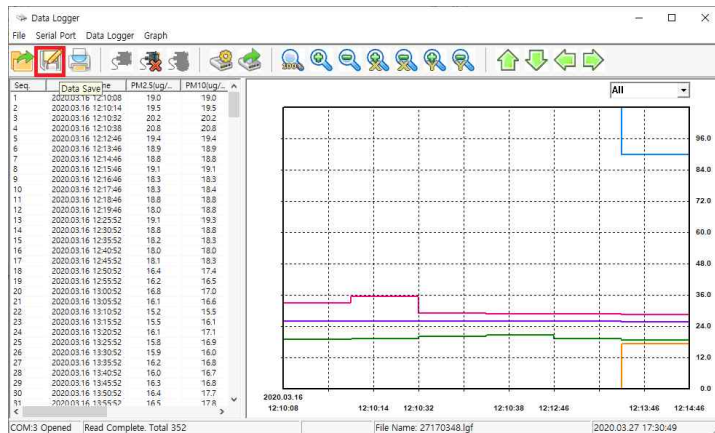 Data Logger
File Serial Port Data Logger Graph
100%
Seq. ne PM2.5(ug/... PM10(ug/...
Data Save
1 2020.03.16 12:10:08 19.0 19.0
2 2020.03.16 12:10:14 19.5 19.5
3 2020.03.16 12:10:32 20.2 20.2
4 2020.03.16 12:10:38 20.8 20.8
5 2020.03.16 12:12:46 19.4 19.4
6 2020.03.16 12:13:46 18.9 18.9
7 2020.03.16 12:14:46 18.8 18.8
8 2020.03.16 12:15:46 19.1 19.1
9 2020.03.16 12:16:46 18.3 18.3
10 2020.03.16 12:17:46 18.3 18.4
11 2020.03.16 12:18:46 18.8 18.8
12 2020.03.16 12:19:46 18.0 18.8
13 2020.03.16 12:25:52 19.1 19.3
14 2020.03.16 12:30:52 18.8 18.8
15 2020.03.16 12:35:52 18.2 18.3
16 2020.03.16 12:40:52 18.0 18.0
17 2020.03.16 12:45:52 18.1 18.3
18 2020.03.16 12:50:52 16.4 17.4
19 2020.03.16 12:55:52 16.2 16.5
20 2020.03.16 13:00:52 16.8 17.0
21 2020.03.16 13:05:52 16.1 16.6
22 2020.03.16 13:10:52 15.2 15.5
23 2020.03.16 13:15:52 15.5 16.1
24 2020.03.16 13:20:52 16.1 17.1
25 2020.03.16 13:25:52 15.8 16.9
26 2020.03.16 13:30:52 15.9 16.0
27 2020.03.16 13:35:52 16.2 16.8
28 2020.03.16 13:40:52 16.0 16.7
29 2020.03.16 13:45:52 16.3 16.8
30 2020.03.16 13:50:52 16.4 17.7
31 2020.03.16 13:55:52 16.5 17.8
All
96.0
84.0
72.0
60.0
48.0
36.0
24.0
12.0
0.0
2020.03.16
12:10:08 12:10:14 12:10:32 12:10:38 12:12:46 12:13:46 12:14:46
COM:3 Opened Read Complete. Total 352 File Name: 27170348.lgf 2020.03.27 17:30:49